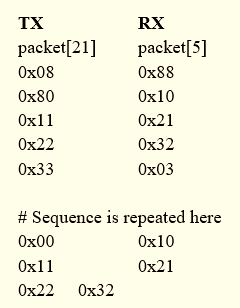 TX RX
packet[21] packet[5]
0x08 0x88
0x80 0x10
0x11 0x21
0x22 0x32
0x33 0x03
# Sequence is repeated here
0x00 0x10
0x11 0x21
0x22 0x32